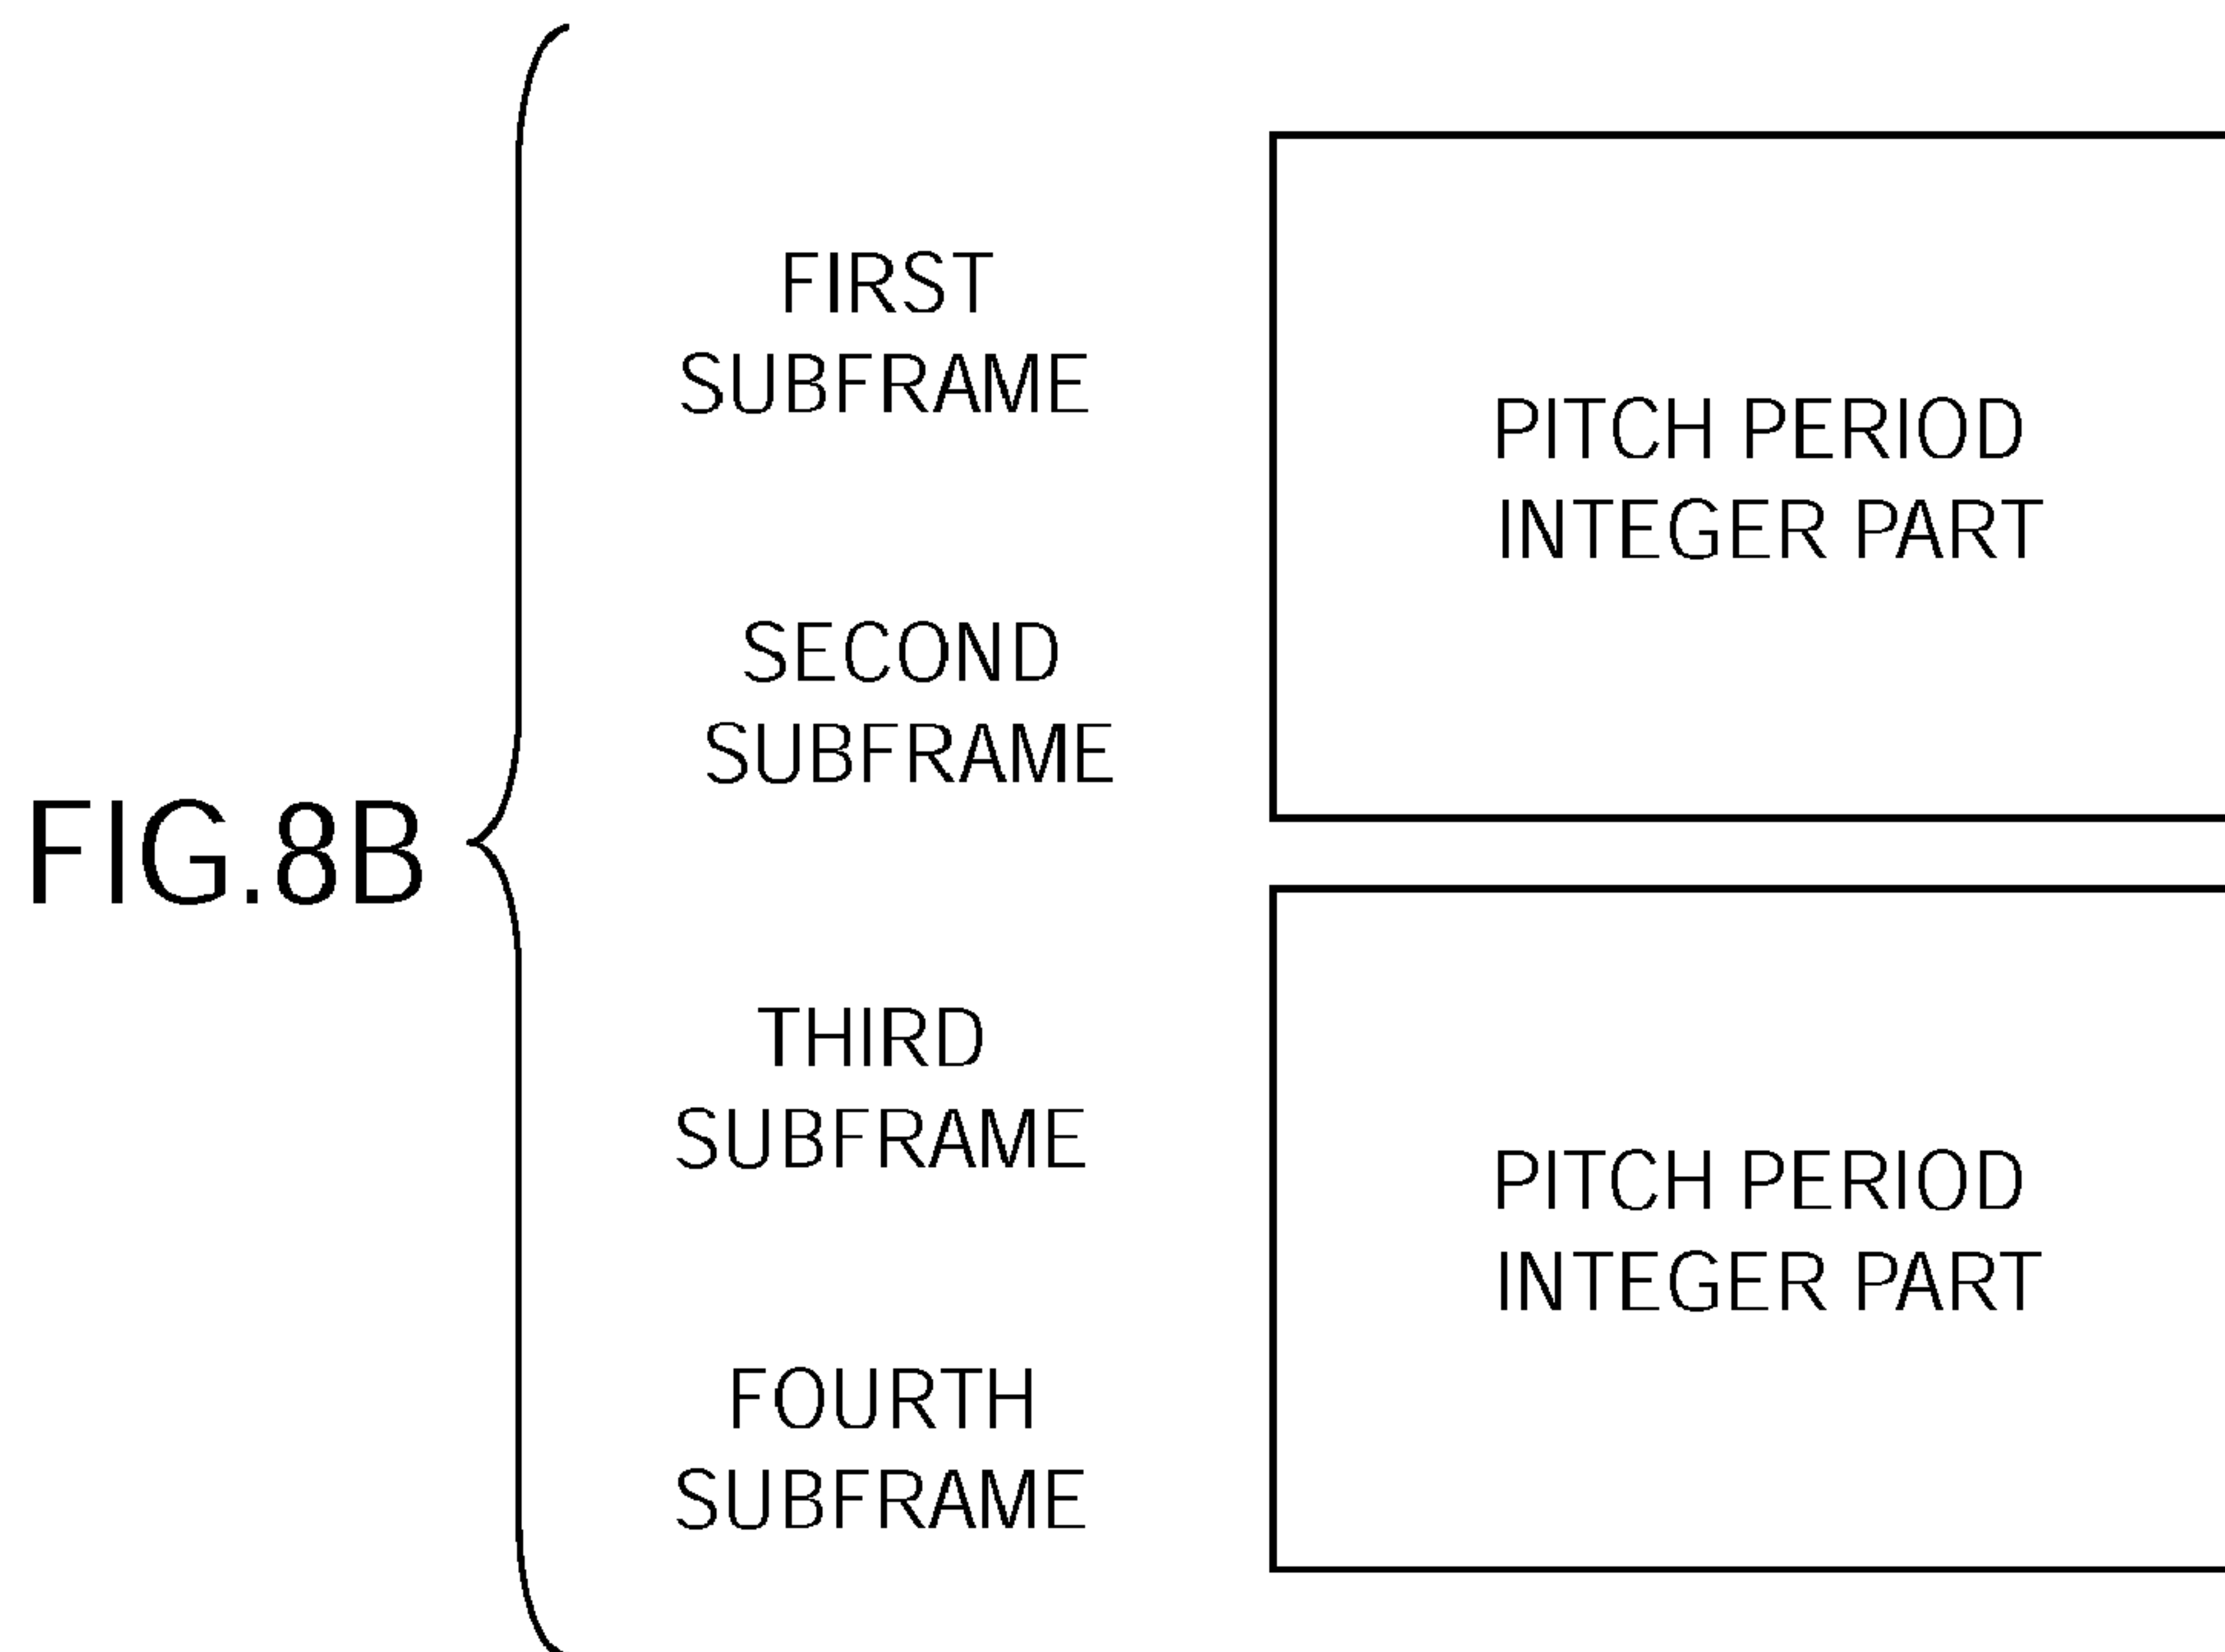 FIG.8B
FIRST
SUBFRAME
SECOND
SUBFRAME
THIRD
SUBFRAME
FOURTH
SUBFRAME
PITCH PERIOD
INTEGER PART
PITCH PERIOD
INTEGER PART